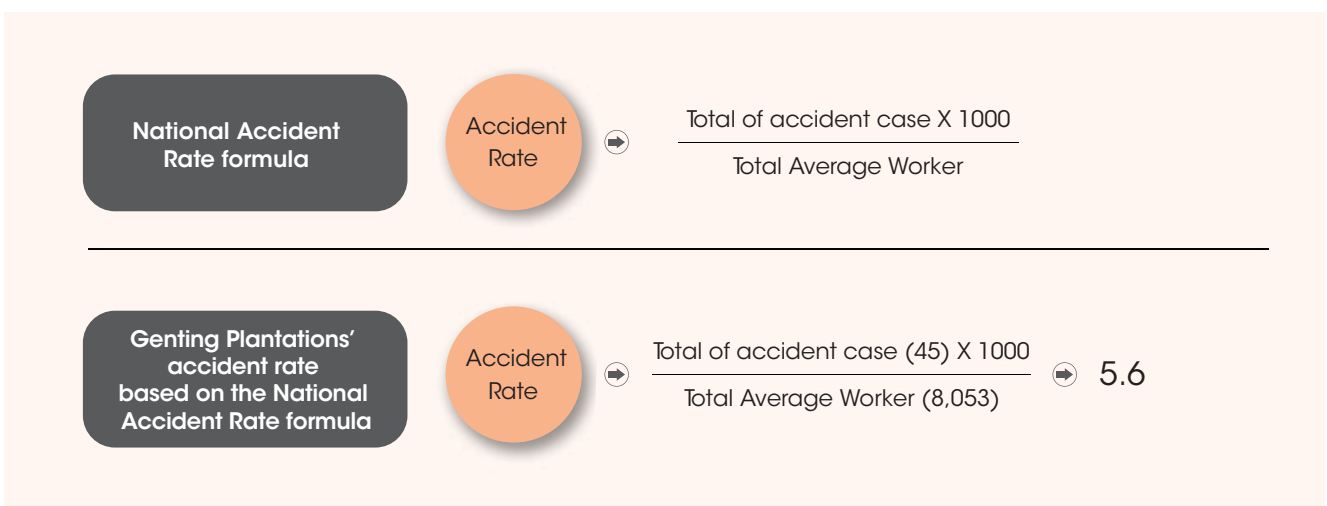 National Accident
Rate formula
Accident
Rate
Total of accident case X 1000
Total Average Worker
Genting Plantations’
accident rate
based on the National
Accident Rate formula
Accident
Rate
Total of accident case (45) X 1000
Total Average Worker (8,053)
5.6